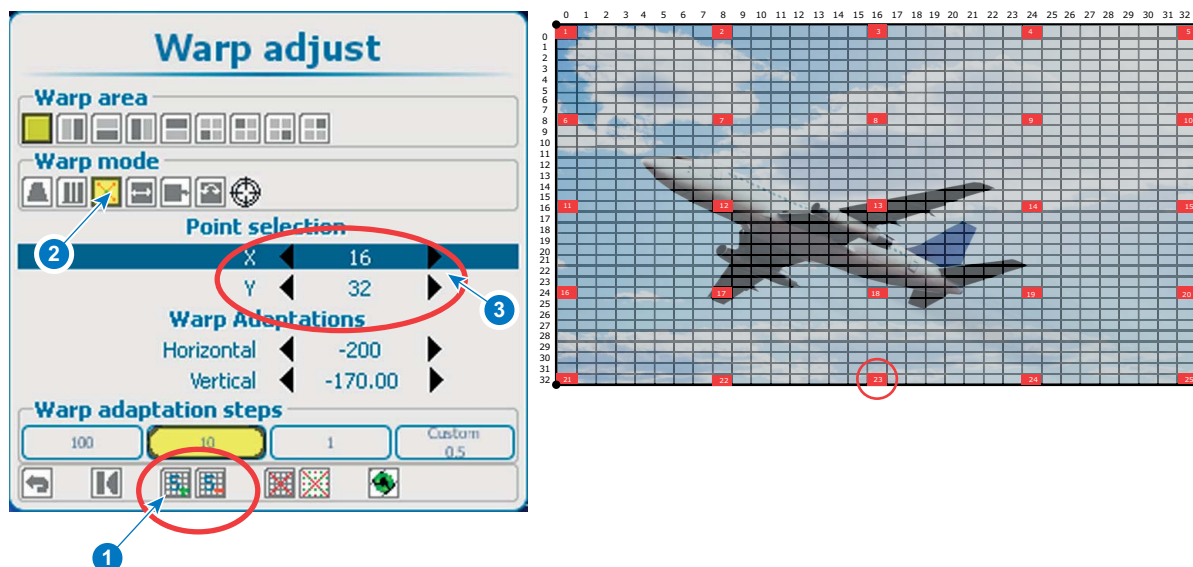 Warp adjust
Warp area
Warp mode
2
Point selection
X 16
Y 32
3
Warp Adaptations
Horizontal -200
Vertical -170.00
Warp adaptation steps
100 10 1 Custom 0.5
1
0 1 2 3 4 5 6 7 8 9 10 11 12 13 14 15 16 17 18 19 20 21 22 23 24 25 26 27 28 29 30 31 32
0
1
2
3
4
5
6
7
8
9
10
11
12
13
14
15
16
17
18
19
20
21
22
23
24
25
26
27
28
29
30
31
32
1 2 3 4 5
6 7 8 9 10
11 12 13 14 15
16 17 18 19 20
21 22 23 24 25